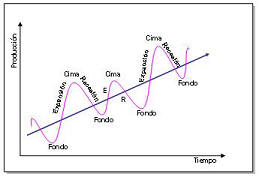 Producción
Cima
Cima
Cima
Expansión
Recesión
E
R
Expansión
Recesión
Fondo
Fondo
Fondo
Fondo
Tiempo